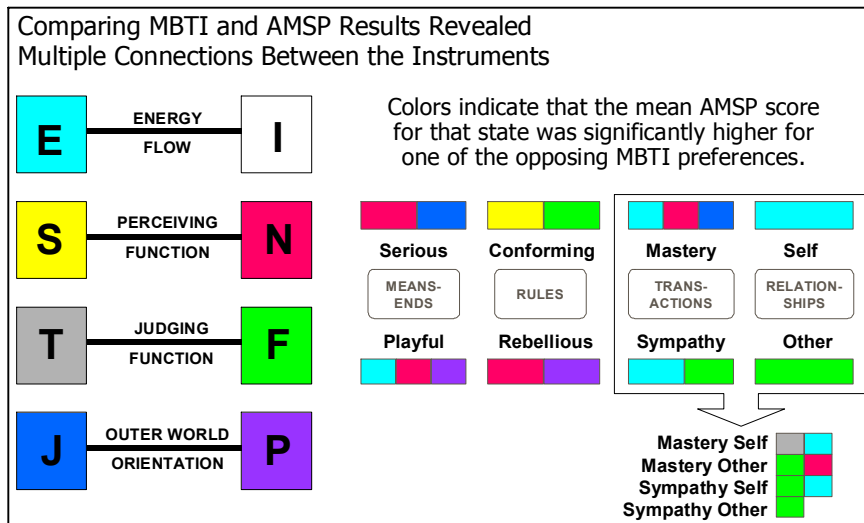 Comparing MBTI and AMSP Results Revealed
Multiple Connections Between the Instruments
E
ENERGY
FLOW
I
S
PERCEIVING
FUNCTION
N
T
JUDGING
FUNCTION
F
J
OUTER WORLD
ORIENTATION
P
Colors indicate that the mean AMSP score
for that state was significantly higher for
one of the opposing MBTI preferences.
Serious
Conforming
Mastery
Self
MEANS-
ENDS
RULES
TRANS-
ACTIONS
RELATION-
SHIPS
Playful
Rebellious
Sympathy
Other
Mastery Self
Mastery Other
Sympathy Self
Sympathy Other